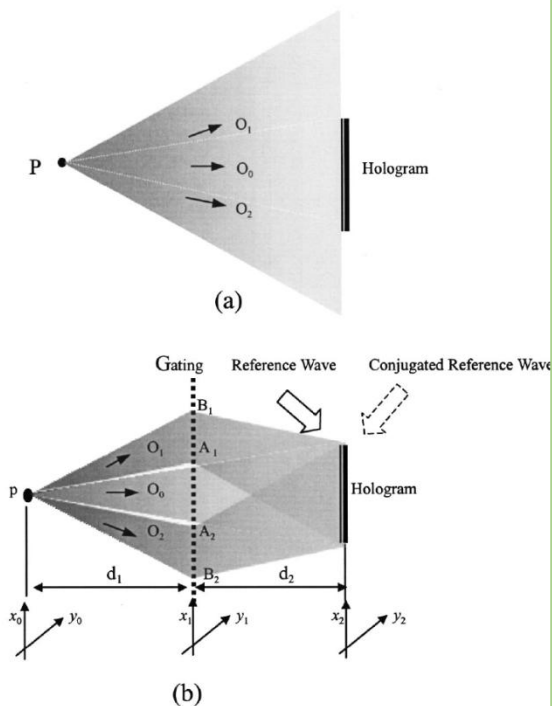 O₁
P
O₀
Hologram
O₂
(a)
Gating
Reference Wave
Conjugated Reference Wave
B₁
O₁
A₁
p
O₀
Hologram
O₂
A₂
B₂
d₁
d₂
x₀
y₀
x₁
y₁
x₂
y₂
(b)